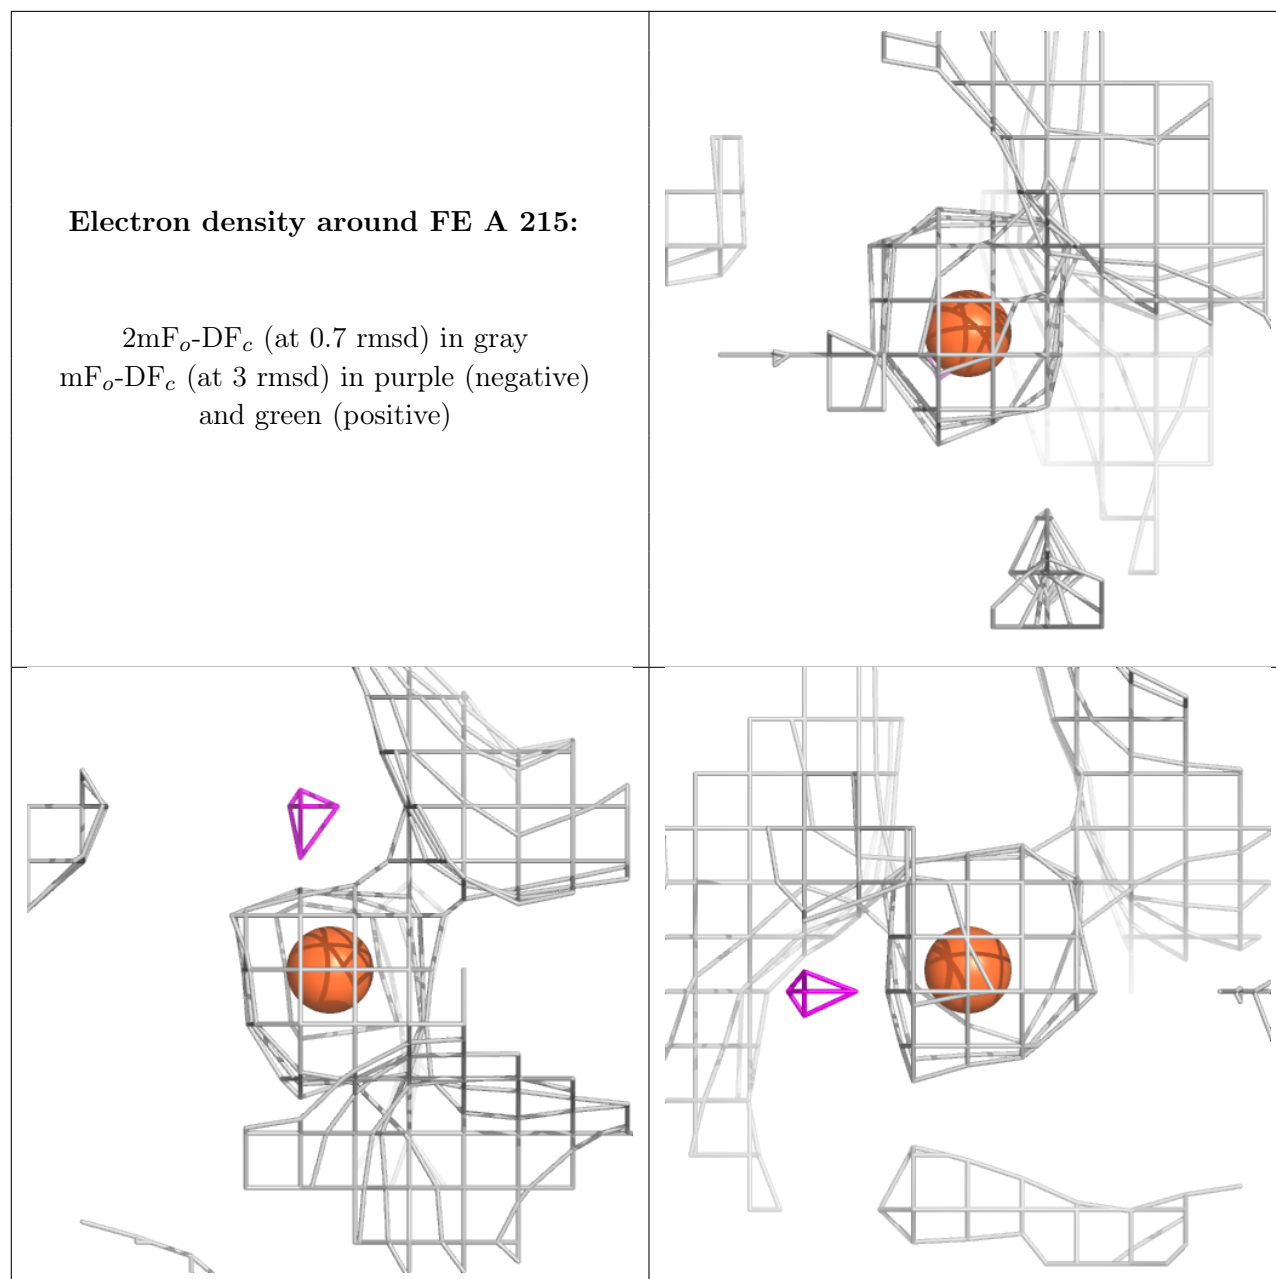 Electron density around FE A 215:
2mFo-DFc (at 0.7 rmsd) in gray
mFo-DFc (at 3 rmsd) in purple (negative)
and green (positive)